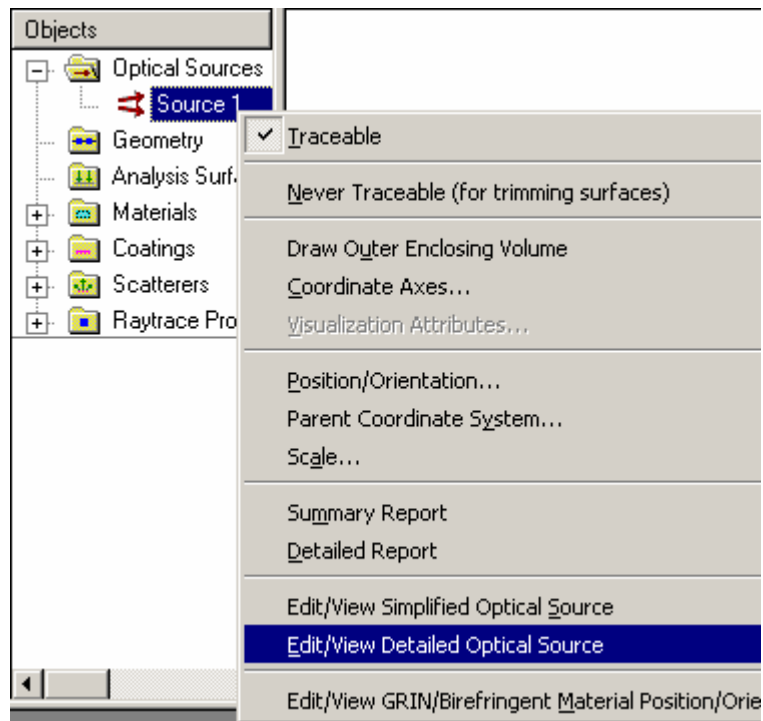 Objects
Optical Sources
Source 1
Geometry
Analysis Surf
Materials
Coatings
Scatterers
Raytrace Pro
Traceable
Never Traceable (for trimming surfaces)
Draw Outer Enclosing Volume
Coordinate Axes...
Visualization Attributes...
Position/Orientation...
Parent Coordinate System...
Scale...
Summary Report
Detailed Report
Edit/View Simplified Optical Source
Edit/View Detailed Optical Source
Edit/View GRIN/Birefringent Material Position/Orie